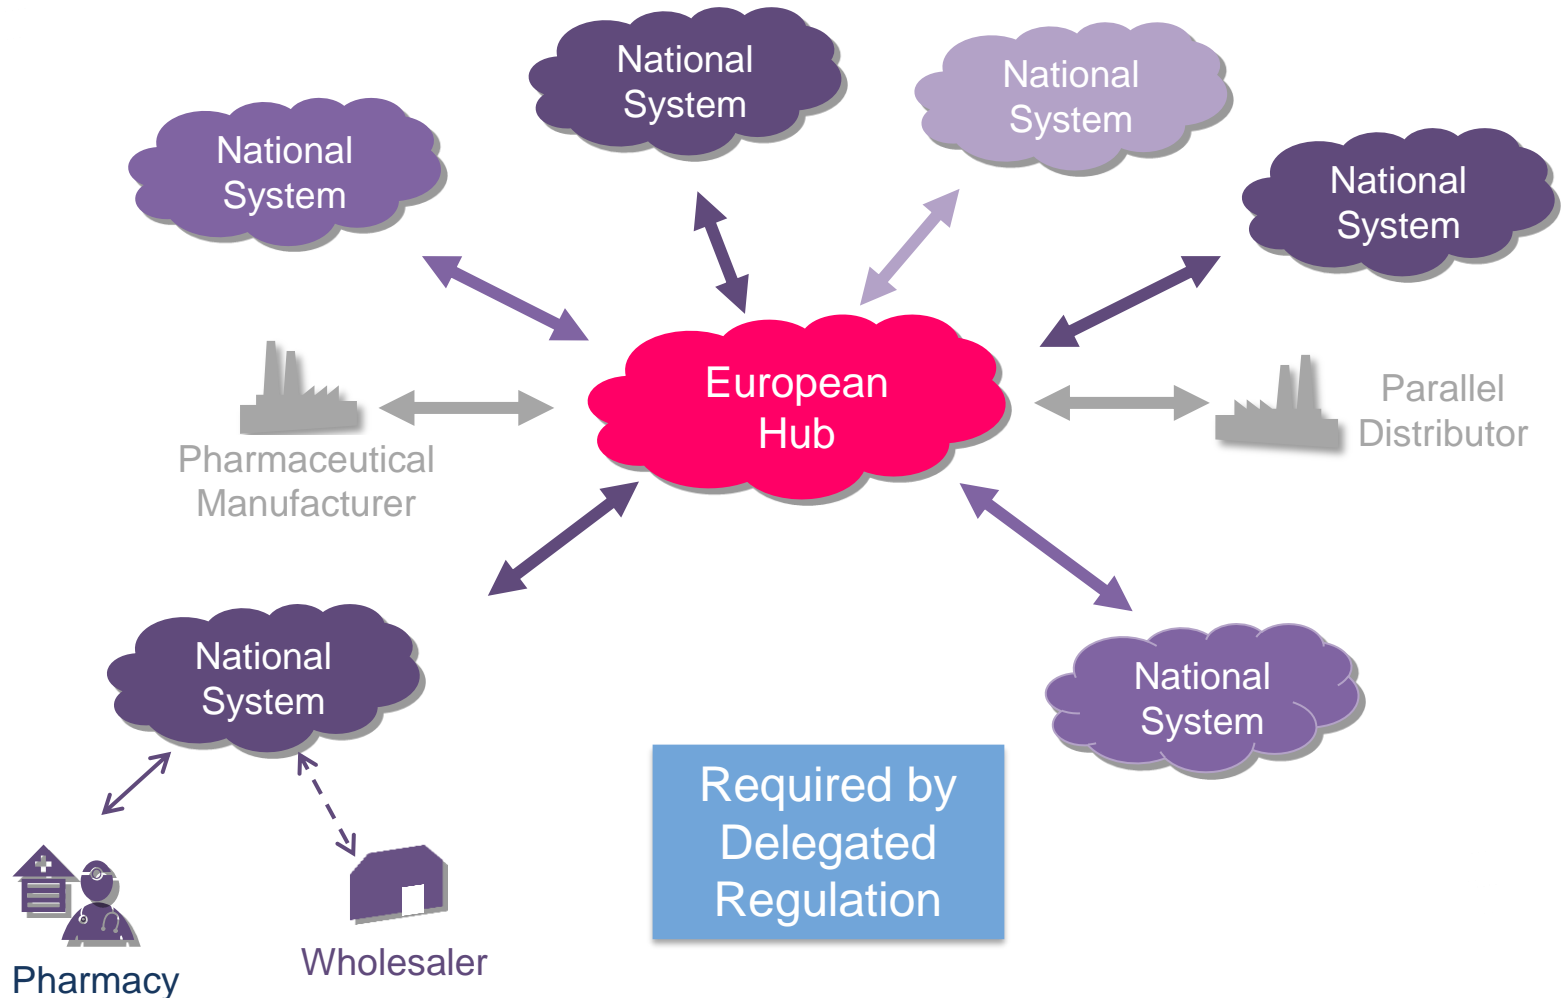 National
System
National
System
National
System
National
System
European
Hub
Pharmaceutical
Manufacturer
Parallel
Distributor
National
System
National
System
Required by
Delegated
Regulation
Pharmacy
Wholesaler